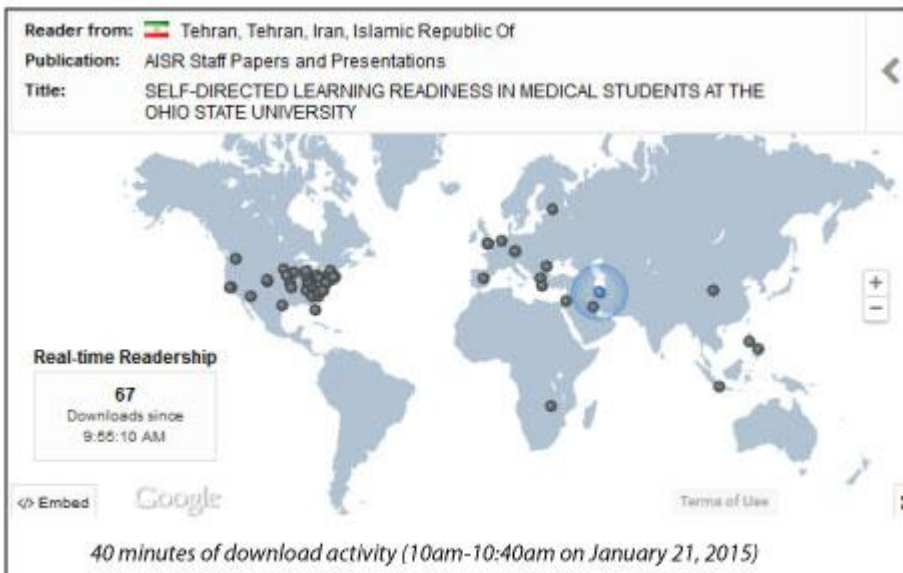 Reader from: Tehran, Tehran, Iran, Islamic Republic Of
Publication: AISR Staff Papers and Presentations
Title: SELF-DIRECTED LEARNING READINESS IN MEDICAL STUDENTS AT THE
OHIO STATE UNIVERSITY
+
−
Real-time Readership
67
Downloads since
9:55:10 AM
</> Embed
Google
Terms of Use
40 minutes of download activity (10am-10:40am on January 21, 2015)